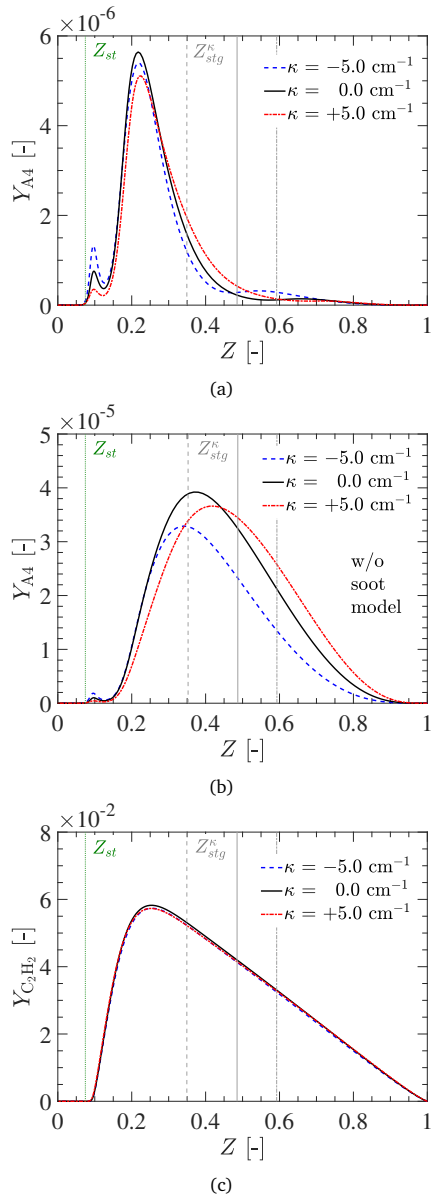 ×10⁻⁶
6
4
2
0
Y_A4 [-]
Z_st
Z_stg^κ
κ = −5.0 cm⁻¹
κ = 0.0 cm⁻¹
κ = +5.0 cm⁻¹
0 0.2 0.4 0.6 0.8 1
Z [-]
(a)
×10⁻⁵
5
4
3
2
1
0
Y_A4 [-]
Z_st
Z_stg^κ
κ = −5.0 cm⁻¹
κ = 0.0 cm⁻¹
κ = +5.0 cm⁻¹
w/o
soot
model
0 0.2 0.4 0.6 0.8 1
Z [-]
(b)
×10⁻²
8
6
4
2
0
Y_C₂H₂ [-]
Z_st
Z_stg^κ
κ = −5.0 cm⁻¹
κ = 0.0 cm⁻¹
κ = +5.0 cm⁻¹
0 0.2 0.4 0.6 0.8 1
Z [-]
(c)